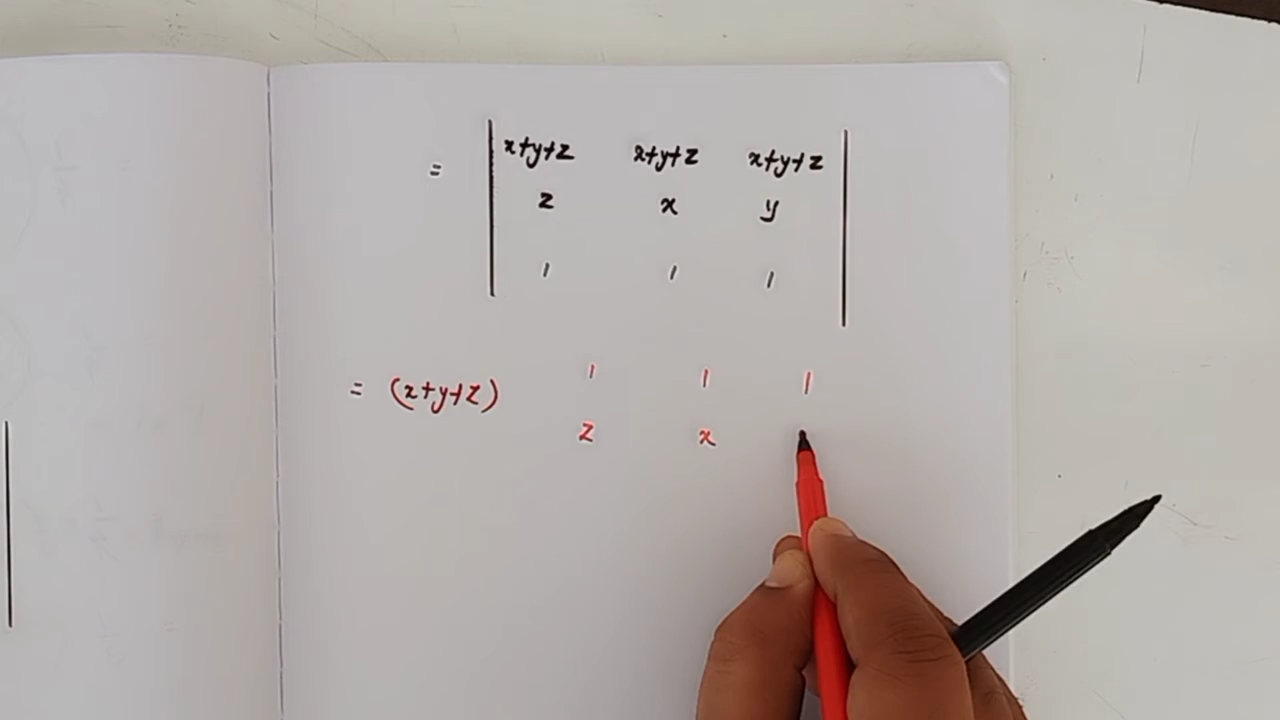 = | x+y+z x+y+z x+y+z |
z x y
1 1 1
= (x+y+z) 1 1 1
z x